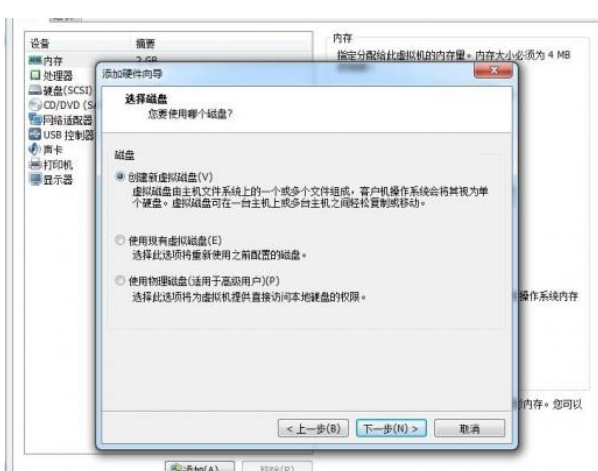 设备
摘要
内存
2 GB
处理器
硬盘(SCSI)
CD/DVD (SA
网络适配器
USB 控制器
声卡
打印机
显示器
内存
指定分配给此虚拟机的内存量。内存大小必须为 4 MB
添加硬件向导
选择磁盘
您要使用哪个磁盘?
磁盘
创建新虚拟磁盘(V)
虚拟磁盘由主机文件系统上的一个或多个文件组成，客户机操作系统会将其视为单
个硬盘。虚拟磁盘可在一台主机上或多台主机之间轻松复制或移动。
使用现有虚拟磁盘(E)
选择此选项将重新使用之前配置的磁盘。
使用物理磁盘(适用于高级用户)(P)
选择此选项将为虚拟机提供直接访问本地硬盘的权限。
操作系统内存
内存。您可以
< 上一步(B)
下一步(N) >
取消
添加(A)
移除(R)